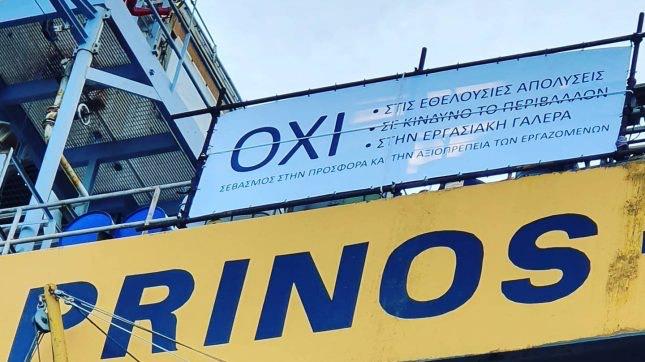 ΟΧΙ
• ΣΤΙΣ ΕΘΕΛΟΥΣΙΕΣ ΑΠΟΛΥΣΕΙΣ
• ΣΕ ΚΙΝΔΥΝΟ ΤΟ ΠΕΡΙΒΑΛΛΟΝ
• ΣΤΗΝ ΕΡΓΑΣΙΑΚΗ ΓΑΛΕΡΑ
ΣΕΒΑΣΜΟΣ ΣΤΗΝ ΠΡΟΣΦΟΡΑ ΚΑΙ ΤΗΝ ΑΞΙΟΠΡΕΠΕΙΑ ΤΩΝ ΕΡΓΑΖΟΜΕΝΩΝ
PRINOS